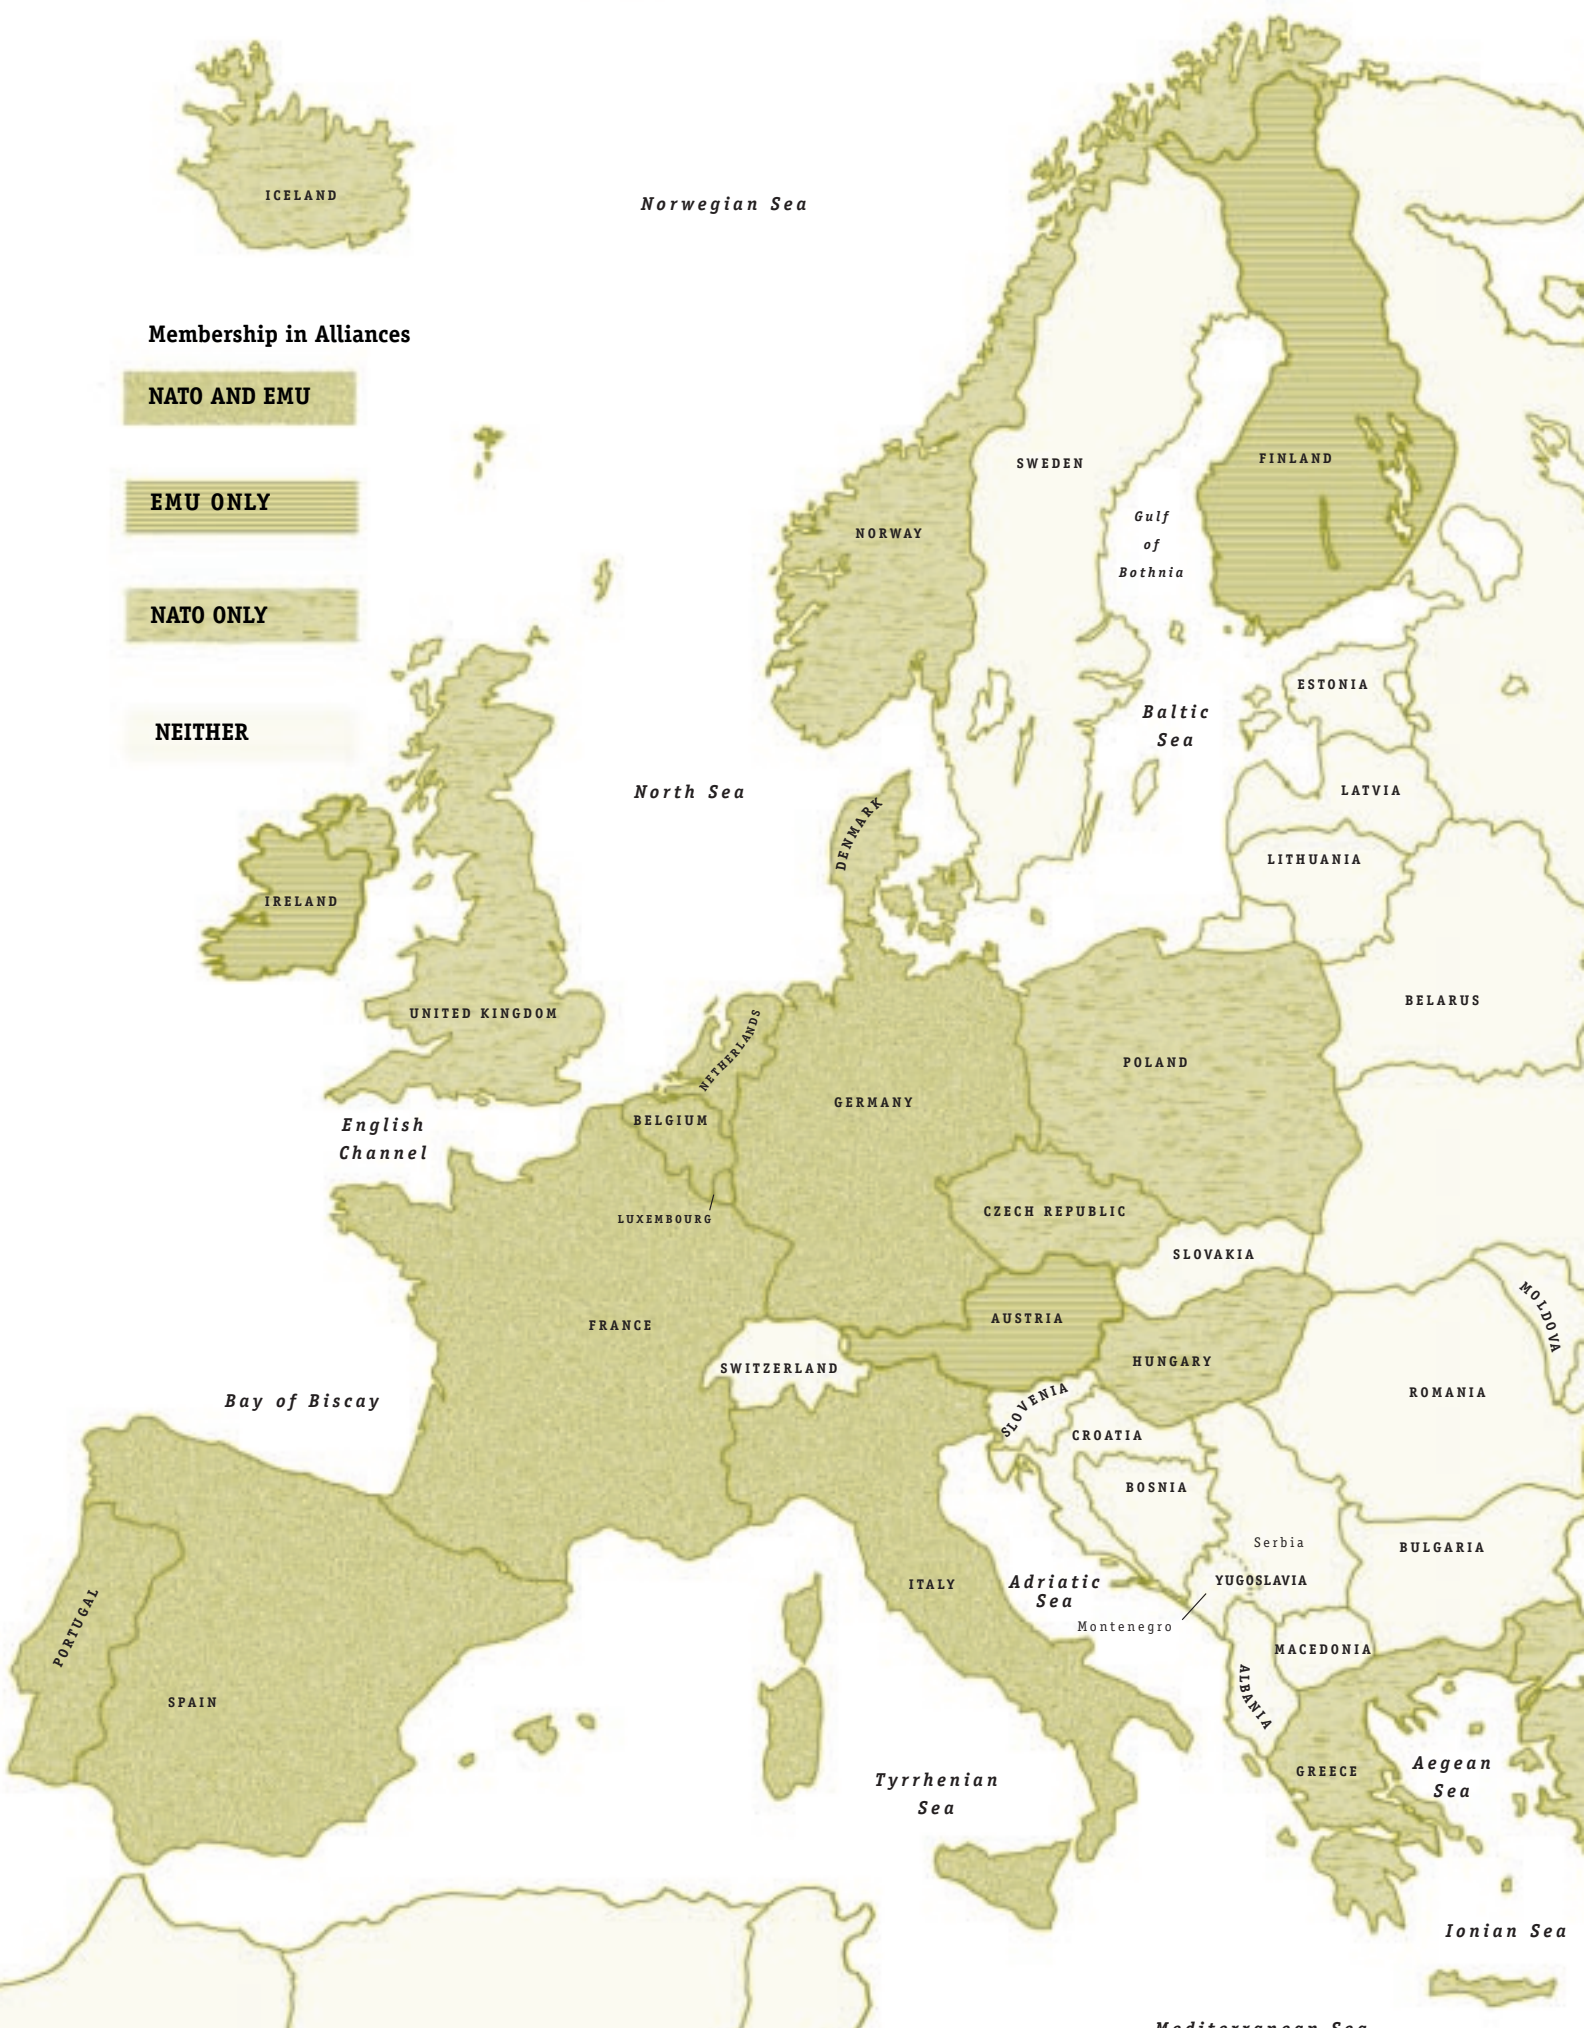 ICELAND
Norwegian Sea
Membership in Alliances
NATO AND EMU
EMU ONLY
NATO ONLY
NEITHER
SWEDEN
FINLAND
NORWAY
Gulf
of
Bothnia
ESTONIA
Baltic
Sea
North Sea
LATVIA
DENMARK
LITHUANIA
IRELAND
BELARUS
UNITED KINGDOM
NETHERLANDS
POLAND
GERMANY
BELGIUM
English
Channel
LUXEMBOURG
CZECH REPUBLIC
SLOVAKIA
MOLDOVA
FRANCE
AUSTRIA
SWITZERLAND
HUNGARY
ROMANIA
Bay of Biscay
SLOVENIA
CROATIA
BOSNIA
Serbia
BULGARIA
YUGOSLAVIA
ITALY
Adriatic
Sea
Montenegro
PORTUGAL
MACEDONIA
ALBANIA
SPAIN
GREECE
Aegean
Sea
Tyrrhenian
Sea
Ionian Sea
Mediterranean Sea